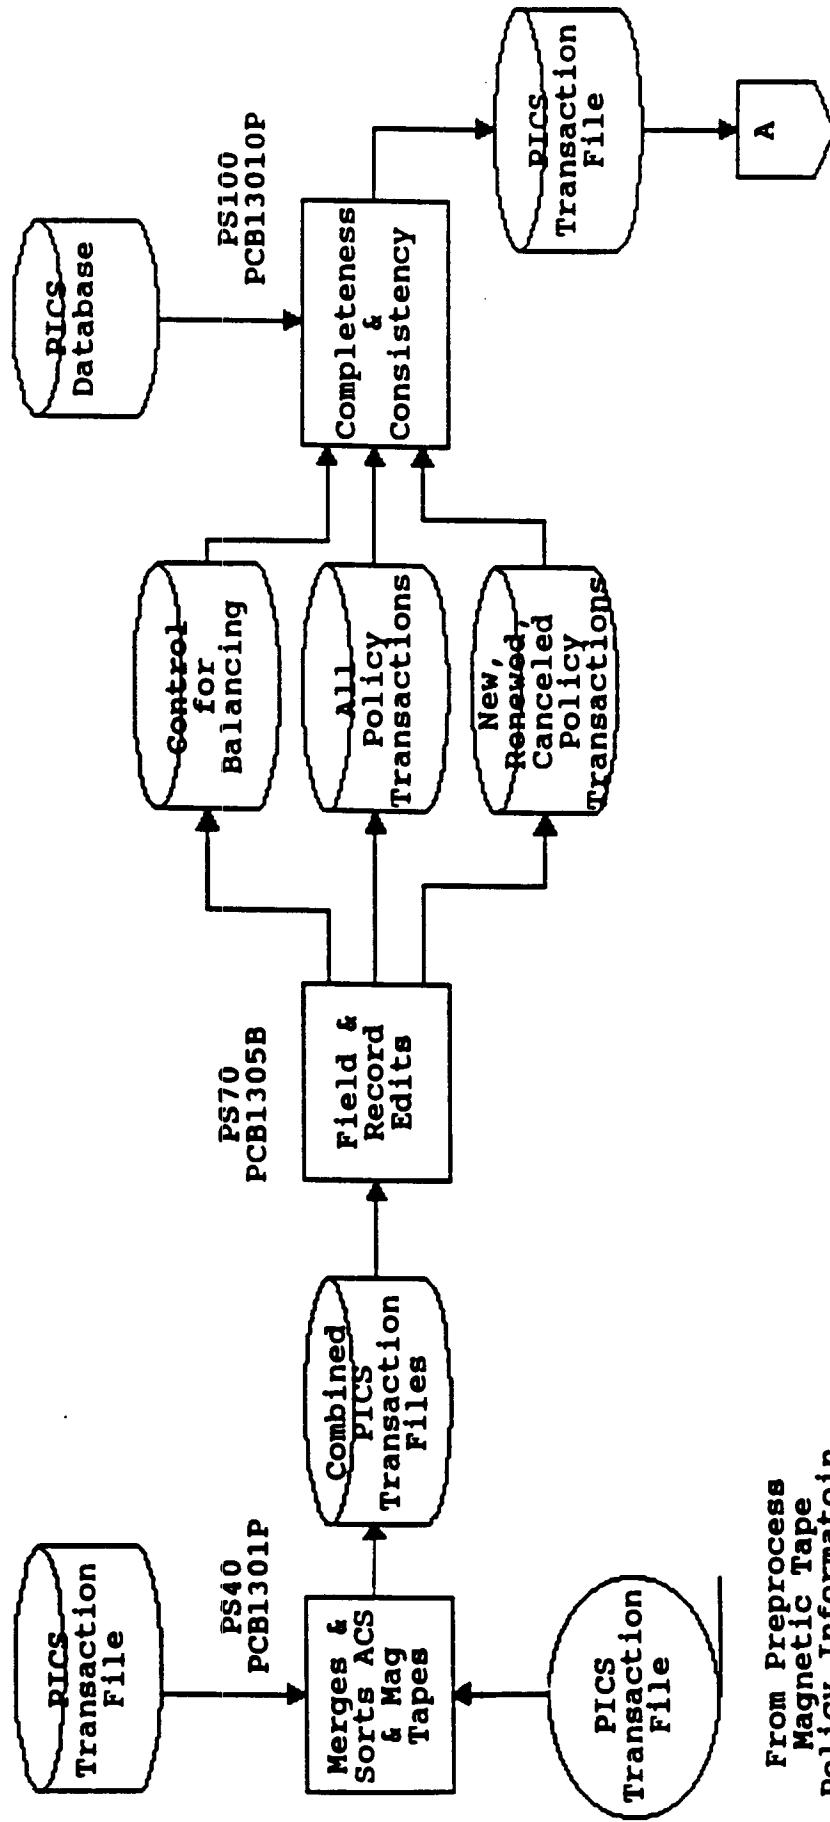 PICS
Transaction
File
PS40
PCB1301P
Merges &
Sorts ACS
& Mag
Tapes
PICS
Transaction
File
From Preprocess
Magnetic Tape
Policy Informatoin
Combined
PICS
Transaction
Files
PS70
PCB1305B
Field &
Record
Edits
Control
for
Balancing
All
Policy
Transactions
New,
Renewed,
Canceled
Policy
Transactions
PICS
Database
PS100
PCB13010P
Completeness
&
Consistency
PICS
Transaction
File
A